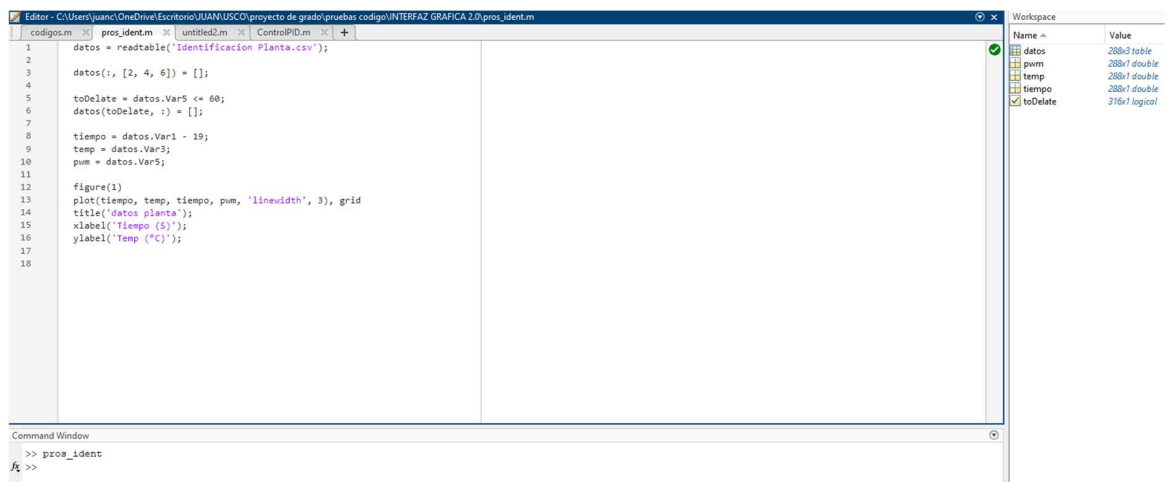 Editor - C:\Users\juanc\OneDrive\Escritorio\JUAN\USCO\proyecto de grado\pruebas codigo\INTERFAZ GRAFICA 2.0\pros_ident.m
codigos.m pros_ident.m untitled2.m ControlPID.m +
1 datos = readtable('Identificacion Planta.csv');
2
3 datos(:, [2, 4, 6]) = [];
4
5 toDelate = datos.Var5 <= 60;
6 datos(toDelate, :) = [];
7
8 tiempo = datos.Var1 - 19;
9 temp = datos.Var3;
10 pwm = datos.Var5;
11
12 figure(1)
13 plot(tiempo, temp, tiempo, pwm, 'linewidth', 3), grid
14 title('datos planta');
15 xlabel('Tiempo (S)');
16 ylabel('Temp (°C)');
17
18
Command Window
>> pros_ident
fx >>
Workspace
Name Value
datos 288x3 table
pwm 288x1 double
temp 288x1 double
tiempo 288x1 double
toDelate 316x1 logical